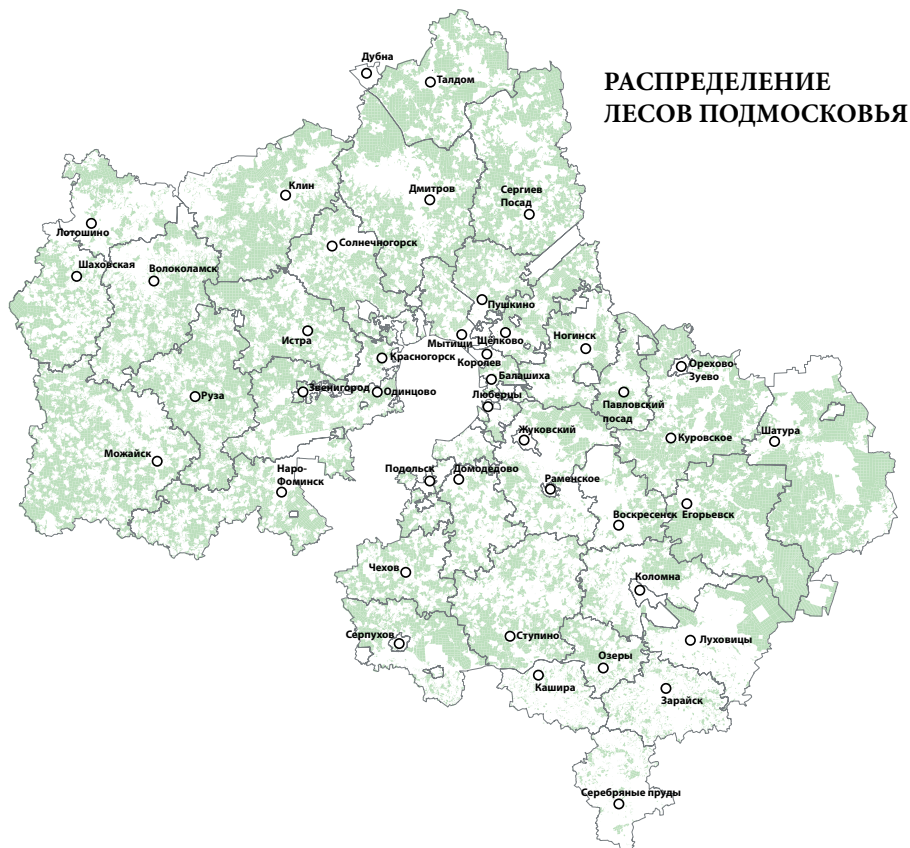 РАСПРЕДЕЛЕНИЕ
ЛЕСОВ ПОДМОСКОВЬЯ
Дубна
Талдом
Клин
Дмитров
Сергиев
Посад
Лотошино
Солнечногорск
Шаховская
Волоколамск
Пушкино
Истра
Мытищи
Щёлково
Ногинск
Красногорск
Королев
Орехово-
Зуево
Балашиха
Звенигород
Одинцово
Люберцы
Руза
Павловский
посад
Жуковский
Куровское
Шатура
Можайск
Наро-
Фоминск
Подольск
Домодедово
Раменское
Воскресенск
Егорьевск
Чехов
Коломна
Серпухов
Ступино
Луховицы
Озеры
Кашира
Зарайск
Серебряные пруды